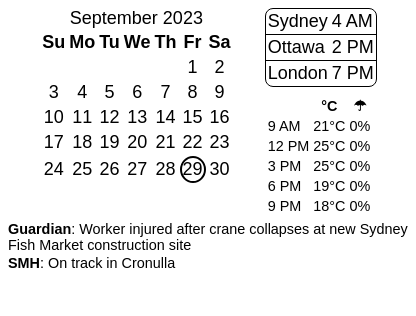 September 2023
Su Mo Tu We Th Fr Sa
1 2
3 4 5 6 7 8 9
10 11 12 13 14 15 16
17 18 19 20 21 22 23
24 25 26 27 28 29 30
Sydney 4 AM
Ottawa 2 PM
London 7 PM
°C ☂
9 AM 21°C 0%
12 PM 25°C 0%
3 PM 25°C 0%
6 PM 19°C 0%
9 PM 18°C 0%
Guardian: Worker injured after crane collapses at new Sydney
Fish Market construction site
SMH: On track in Cronulla